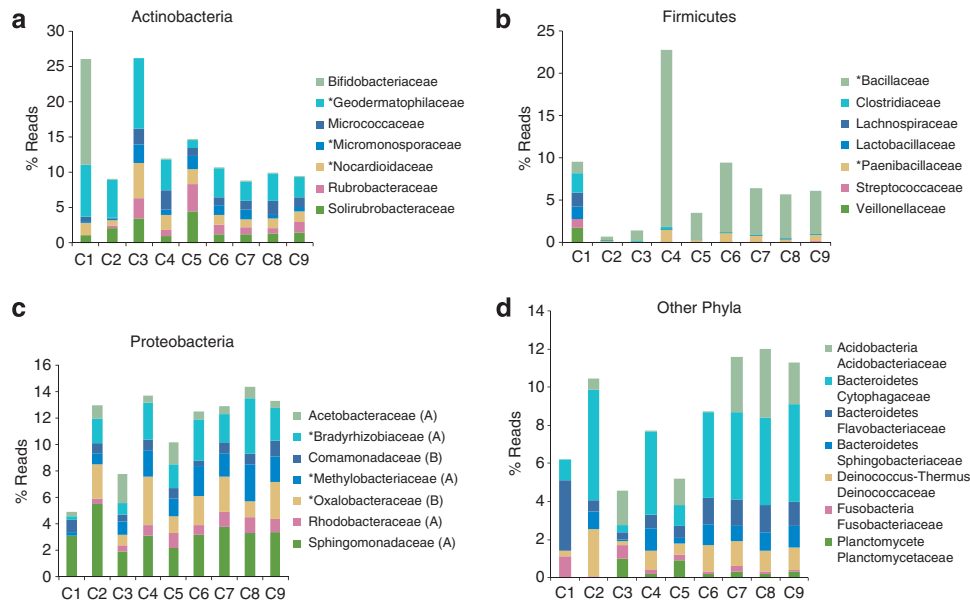 a
Actinobacteria
30
25
20
15
10
5
0
% Reads
C1 C2 C3 C4 C5 C6 C7 C8 C9
Bifidobacteriaceae
*Geodermatophilaceae
Micrococcaceae
*Micromonosporaceae
*Nocardioidaceae
Rubrobacteraceae
Solirubrobacteraceae
b
Firmicutes
25
20
15
10
5
0
% Reads
C1 C2 C3 C4 C5 C6 C7 C8 C9
*Bacillaceae
Clostridiaceae
Lachnospiraceae
Lactobacillaceae
*Paenibacillaceae
Streptococcaceae
Veillonellaceae
c
Proteobacteria
16
14
12
10
8
6
4
2
0
% Reads
C1 C2 C3 C4 C5 C6 C7 C8 C9
Acetobacteraceae (A)
*Bradyrhizobiaceae (A)
Comamonadaceae (B)
*Methylobacteriaceae (A)
*Oxalobacteraceae (B)
Rhodobacteraceae (A)
Sphingomonadaceae (A)
d
Other Phyla
14
12
10
8
6
4
2
0
% Reads
C1 C2 C3 C4 C5 C6 C7 C8 C9
Acidobacteria
Acidobacteriaceae
Bacteroidetes
Cytophagaceae
Bacteroidetes
Flavobacteriaceae
Bacteroidetes
Sphingobacteriaceae
Deinococcus-Thermus
Deinococcaceae
Fusobacteria
Fusobacteriaceae
Planctomycete
Planctomycetaceae